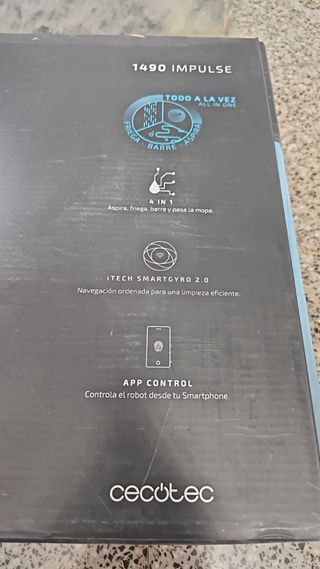 1490 IMPULSE
TODO A LA VEZ
ALL IN ONE
FRIEGA · BARRE · ASPIRA
4 IN 1
Aspira, friega, barre y pasa la mopa.
iTECH SMARTGYRO 2.0
Navegación ordenada para una limpieza eficiente.
APP CONTROL
Controla el robot desde tu Smartphone.
cecotec